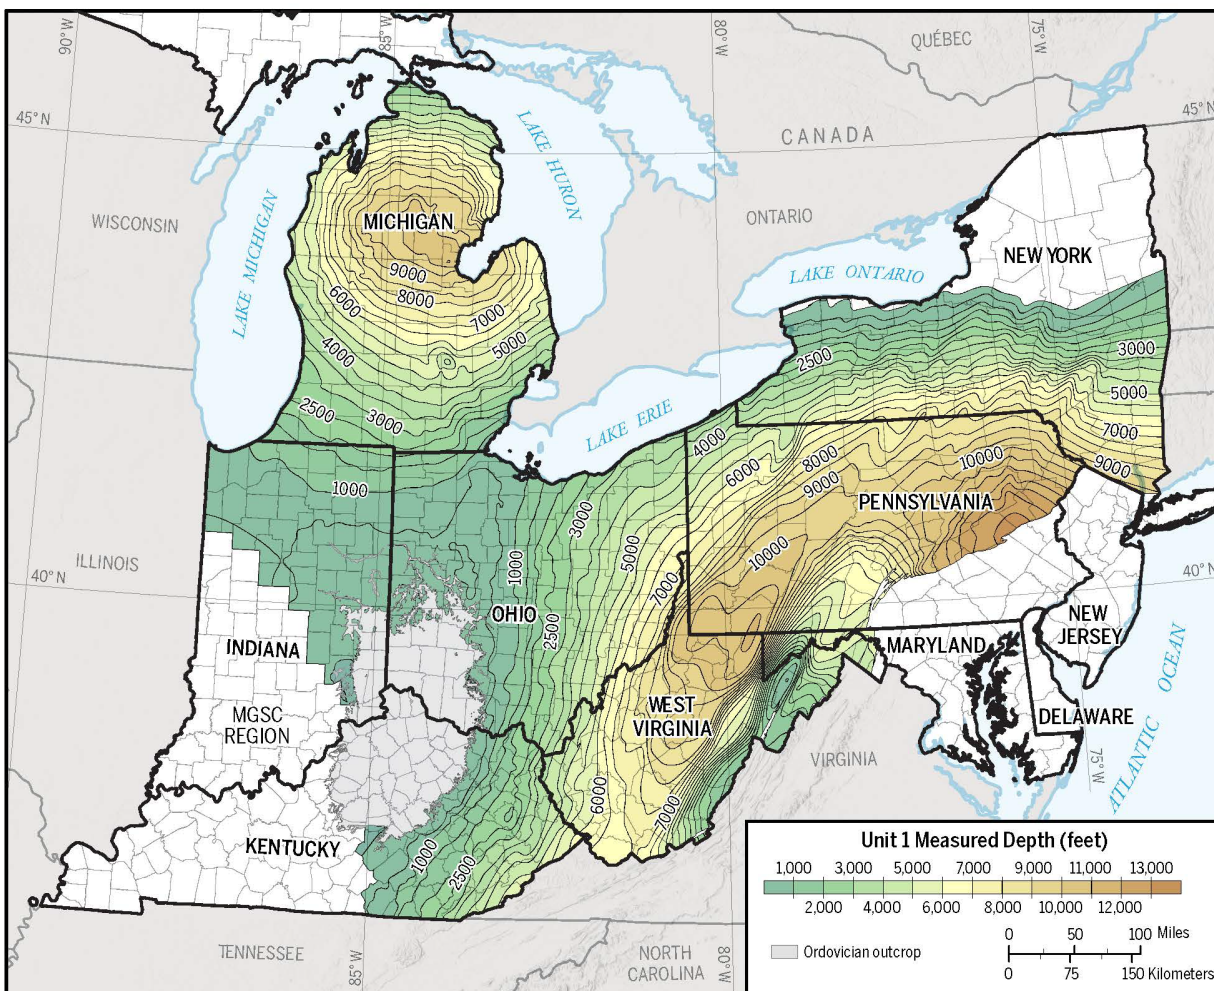 90° W
85° W
80° W
75° W
QUÉBEC
45° N
45° N
CANADA
LAKE HURON
WISCONSIN
LAKE MICHIGAN
MICHIGAN
ONTARIO
NEW YORK
LAKE ONTARIO
9000
8000
6000
7000
5000
4000
2500
3000
2500
3000
5000
7000
9000
LAKE ERIE
4000
6000
8000
9000
10000
PENNSYLVANIA
1000
3000
5000
7000
10000
1000
2500
ILLINOIS
40° N
40° N
OHIO
INDIANA
MGSC
REGION
NEW
JERSEY
MARYLAND
DELAWARE
WEST
VIRGINIA
VIRGINIA
ATLANTIC OCEAN
75° W
6000
7000
KENTUCKY
1000
2500
TENNESSEE
NORTH
CAROLINA
85° W
80° W
Unit 1 Measured Depth (feet)
1,000 3,000 5,000 7,000 9,000 11,000 13,000
2,000 4,000 6,000 8,000 10,000 12,000
Ordovician outcrop
0 50 100 Miles
0 75 150 Kilometers